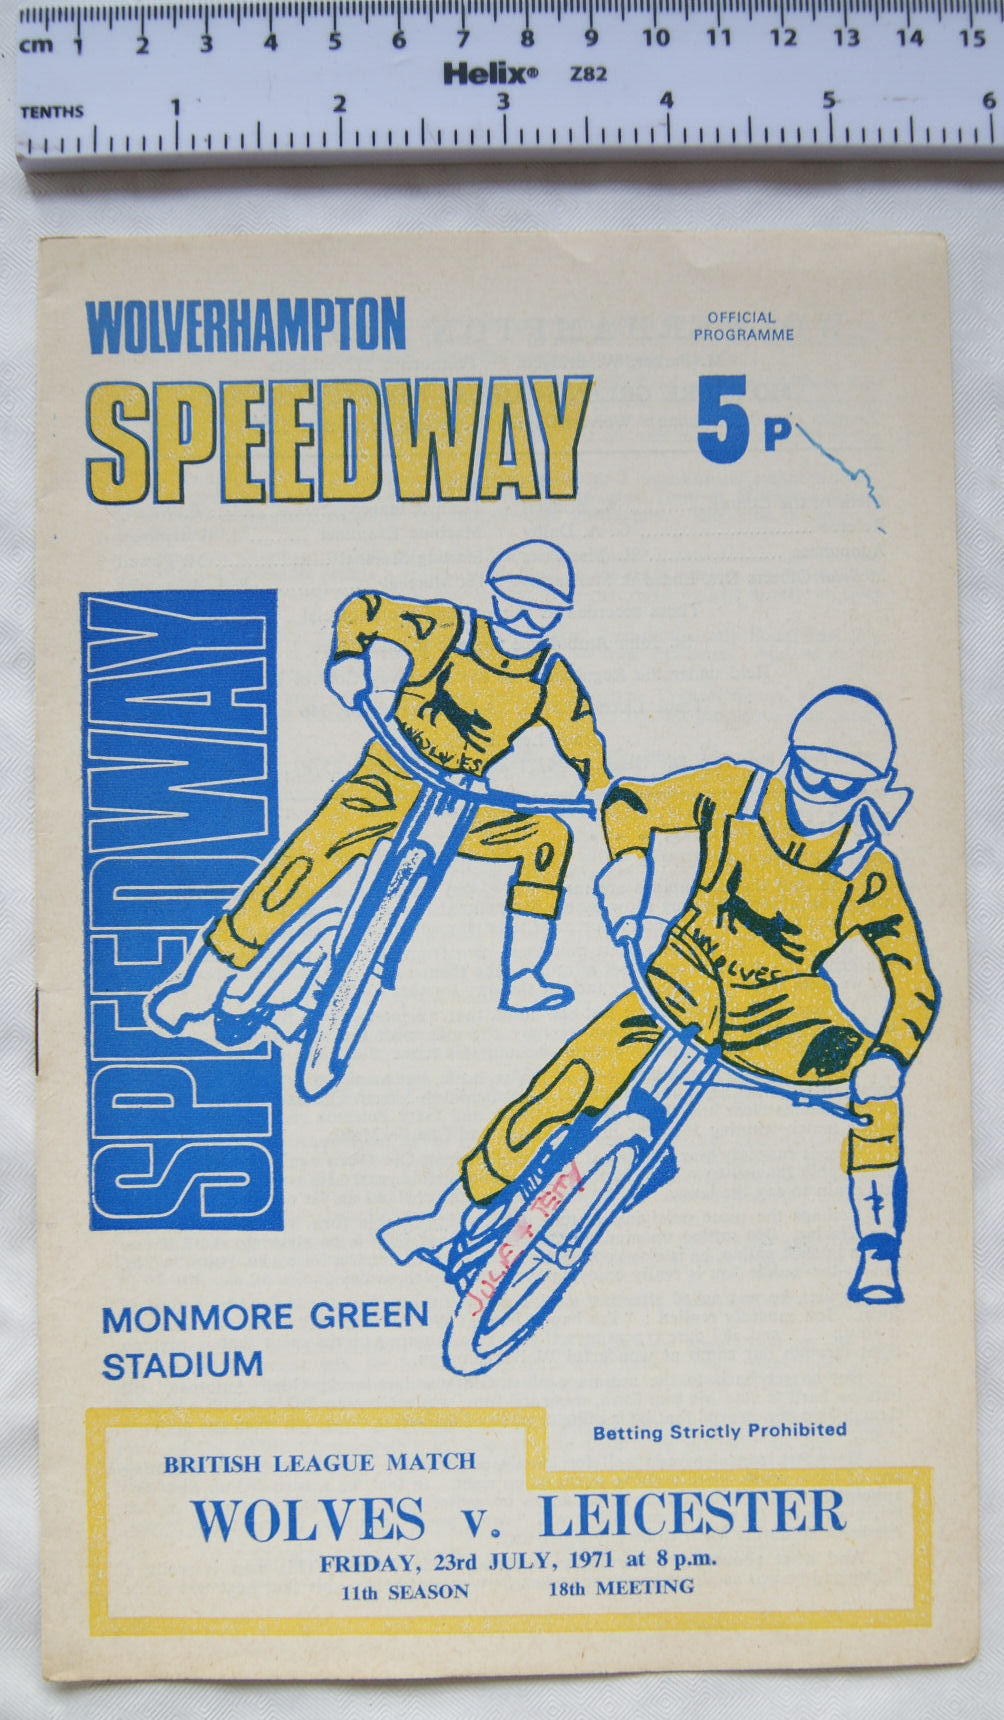 cm 1 2 3 4 5 6 7 8 9 10 11 12 13 14 15
Helix® Z82
TENTHS 1 2 3 4 5 6
WOLVERHAMPTON
SPEEDWAY
OFFICIAL
PROGRAMME
5P
SPEEDWAY
WOLVES
WOLVES
MONMORE GREEN
STADIUM
Betting Strictly Prohibited
BRITISH LEAGUE MATCH
WOLVES v. LEICESTER
FRIDAY, 23rd JULY, 1971 at 8 p.m.
11th SEASON 18th MEETING